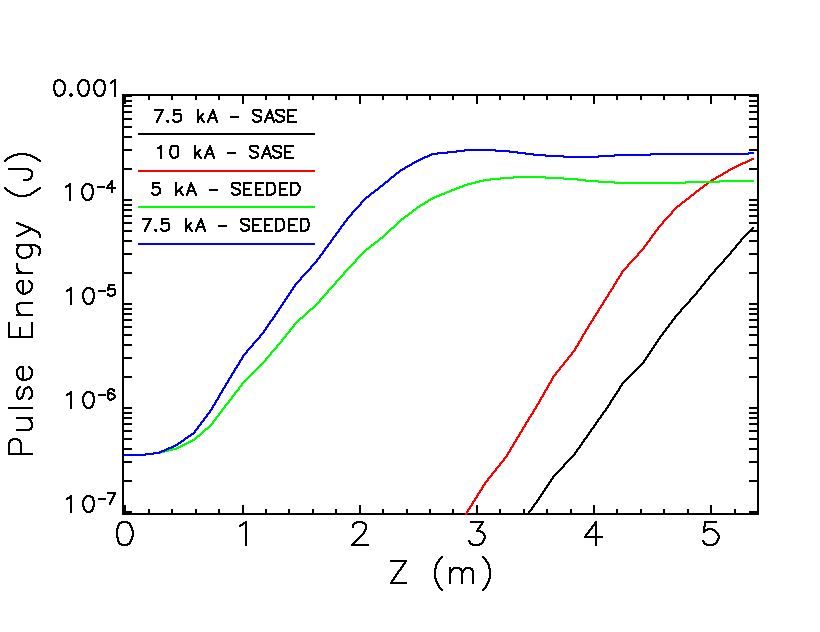 0.001
7.5 kA – SASE
10 kA – SASE
10⁻⁴
5 kA – SEEDED
7.5 kA – SEEDED
10⁻⁵
10⁻⁶
10⁻⁷
Pulse Energy (J)
0 1 2 3 4 5
Z (m)